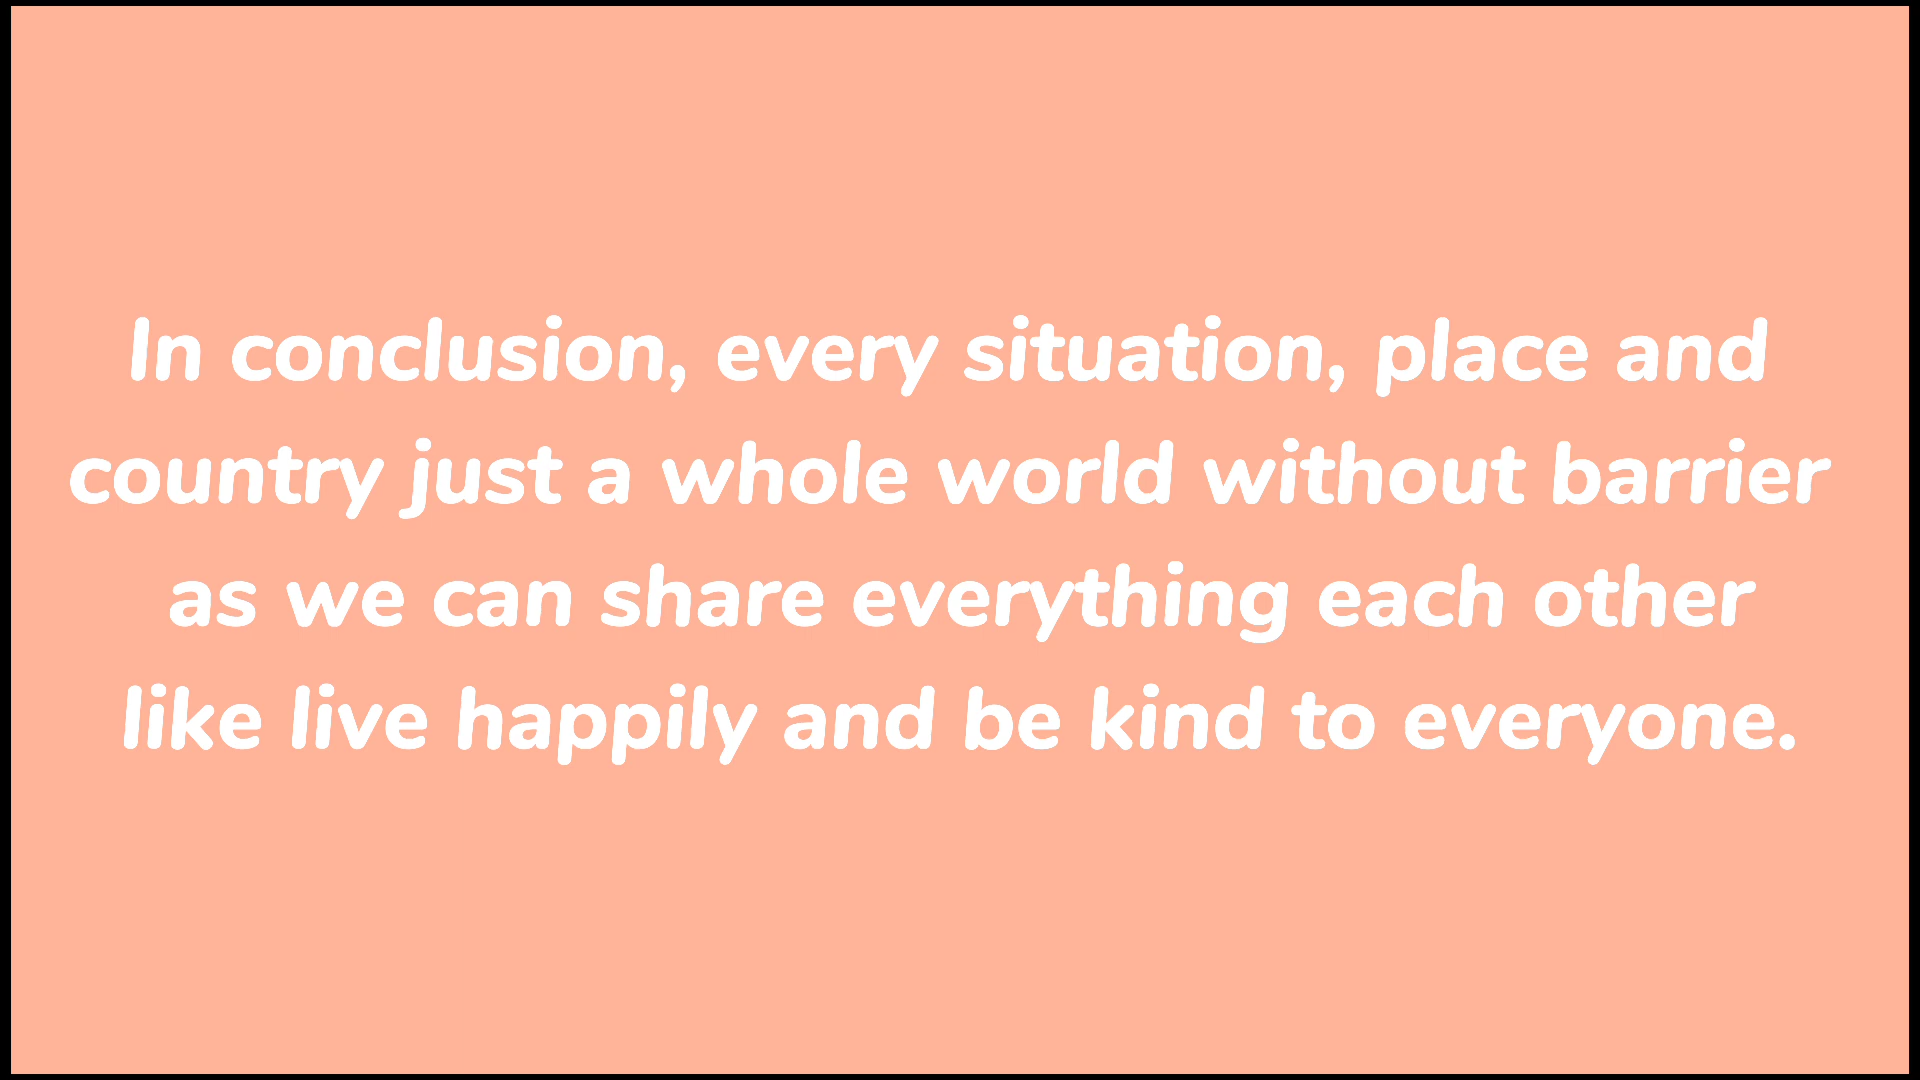 In conclusion, every situation, place and
country just a whole world without barrier
as we can share everything each other
like live happily and be kind to everyone.